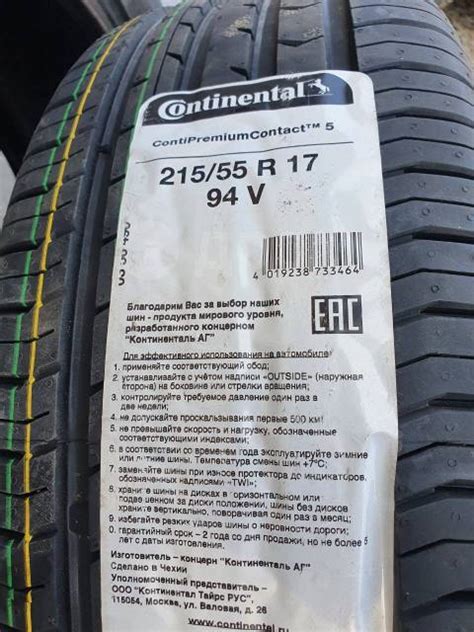 Continental
ContiPremiumContact™ 5
215/55 R 17
94 V
4 019238 733464
EAC
Благодарим Вас за выбор наших
шин - продукта мирового уровня,
разработанного концерном
"Континенталь АГ"
Для эффективного использования на автомобиле:
1. применяйте соответствующий обод;
2. устанавливайте с учётом надписи «OUTSIDE» (наружная
сторона) на боковине или стрелки вращения;
3. контролируйте требуемое давление один раз в
две недели;
4. не допускайте проскальзывания первые 500 км!
5. не превышайте скорость и нагрузку, обозначенные
соответствующими индексами;
6. в соответствии со временем года эксплуатируйте зимние
или летние шины. Температура смены шин +7°C;
7. заменяйте шины при износе протектора до индикаторов,
обозначенных надписями «TWI»;
8. храните шины на дисках в горизонтальном или
подвешенном за диски положении, шины без дисков
храните вертикально, поворачивая один раз в месяц;
9. избегайте резких ударов шины о неровности дороги;
0. гарантийный срок – 2 года со дня продажи, но не более 5
лет с даты изготовления.
Изготовитель – концерн "Континенталь АГ"
Сделано в Чехии
Уполномоченный представитель –
ООО "Континентал Тайрс РУС",
115054, Москва, ул. Валовая, д. 26
www.continental.ru